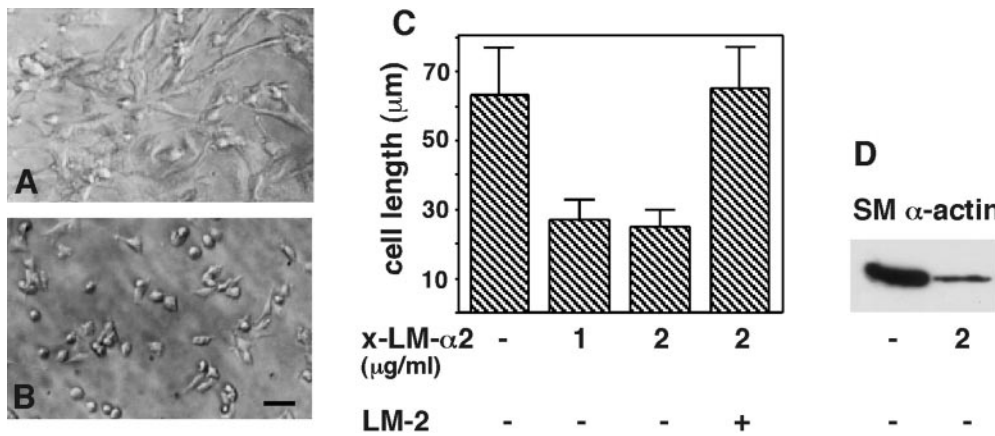 A
B
C
cell length (μm)
70
50
30
10
x-LM-α2 - 1 2 2
(μg/ml)
LM-2 - - - +
D
SM α-actin
- 2
- -